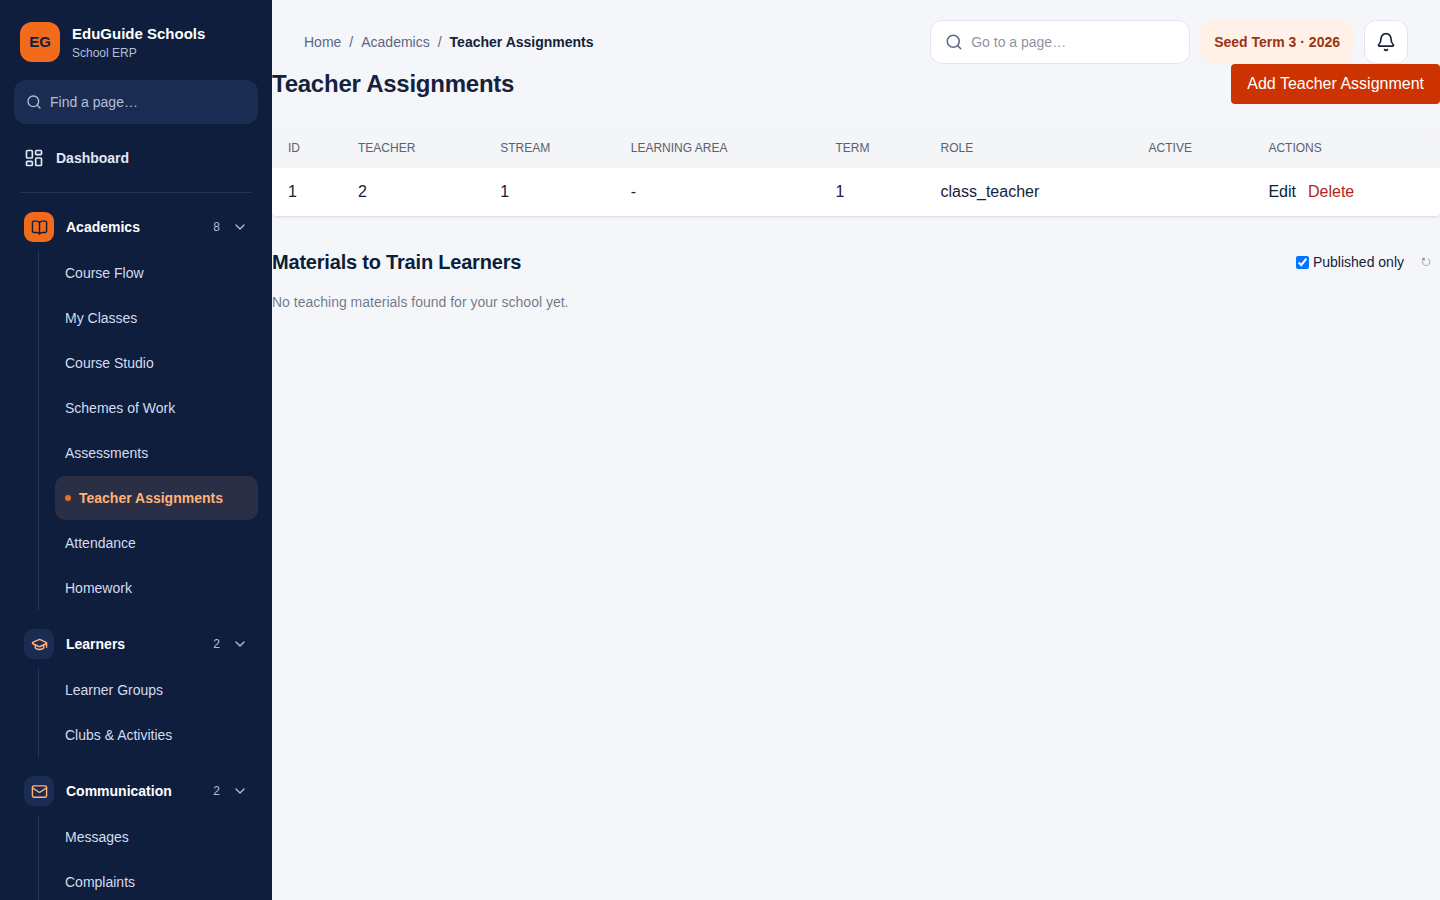 EG
EduGuide Schools
School ERP
Find a page…
Dashboard
Academics 8
Course Flow
My Classes
Course Studio
Schemes of Work
Assessments
Teacher Assignments
Attendance
Homework
Learners 2
Learner Groups
Clubs & Activities
Communication 2
Messages
Complaints
Home / Academics / Teacher Assignments
Go to a page…
Seed Term 3 · 2026
Teacher Assignments
Add Teacher Assignment
ID TEACHER STREAM LEARNING AREA TERM ROLE ACTIVE ACTIONS
1 2 1 - 1 class_teacher Edit Delete
Materials to Train Learners
Published only
No teaching materials found for your school yet.